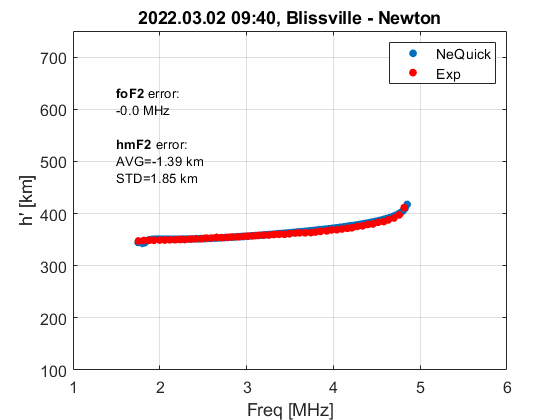 2022.03.02 09:40, Blissville - Newton
NeQuick
Exp
foF2 error:
-0.0 MHz
hmF2 error:
AVG=-1.39 km
STD=1.85 km
h' [km]
700
600
500
400
300
200
100
1 2 3 4 5 6
Freq [MHz]